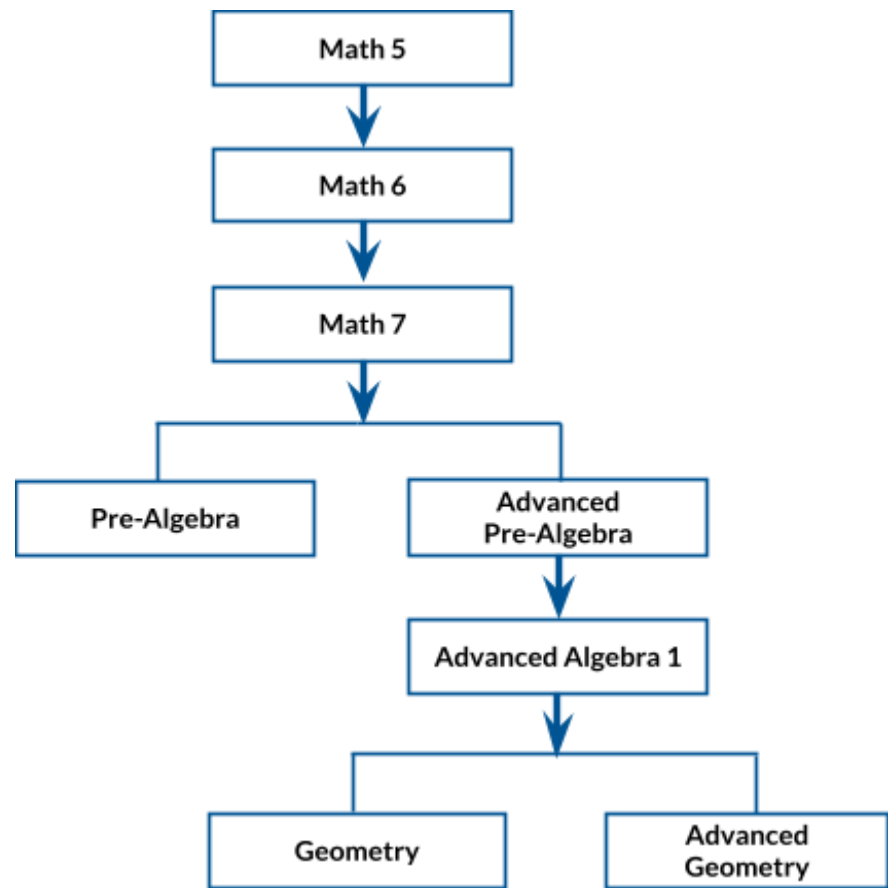 Math 5
Math 6
Math 7
Pre-Algebra
Advanced
Pre-Algebra
Advanced Algebra 1
Geometry
Advanced
Geometry